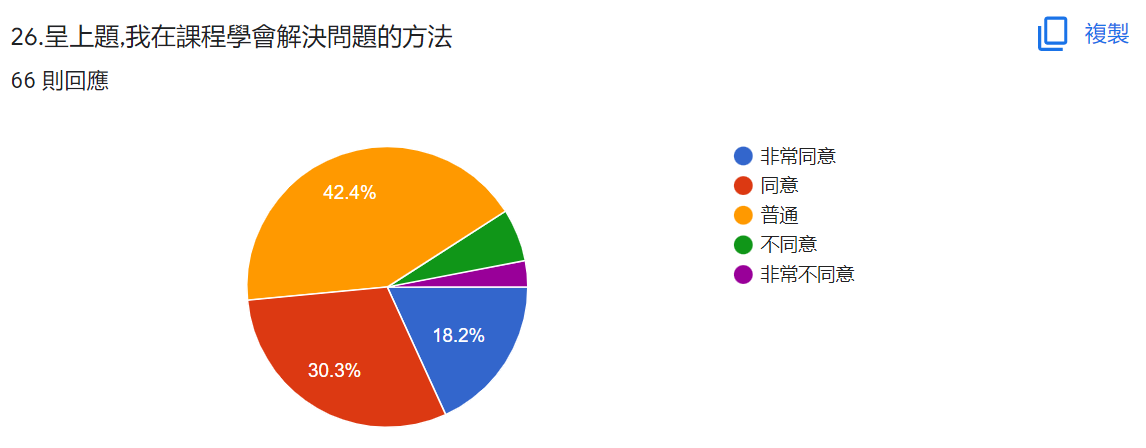 26.呈上題,我在課程學會解決問題的方法
複製
66 則回應
42.4%
18.2%
30.3%
非常同意
同意
普通
不同意
非常不同意